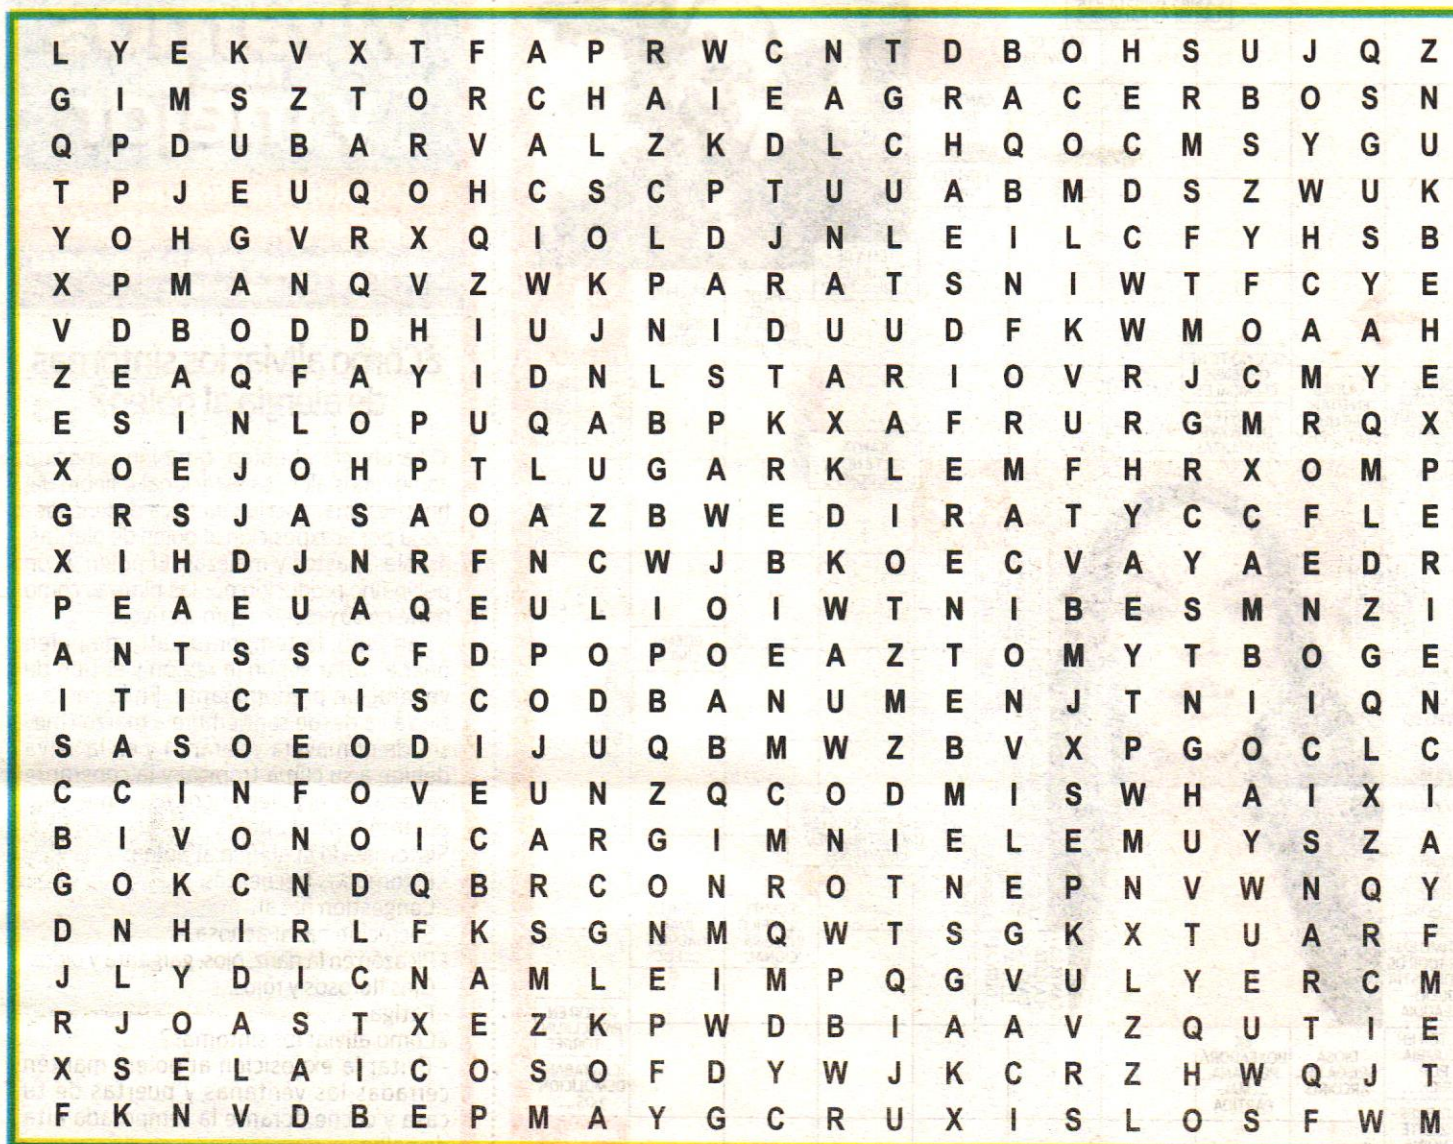 L Y E K V X T F A P R W C N T D B O H S U J Q Z
G I M S Z T O R C H A I E A G R A C E R B O S N
Q P D U B A R V A L Z K D L C H Q O C M S Y G U
T P J E U Q O H C S C P T U U A B M D S Z W U K
Y O H G V R X Q I O L D J N L E I L C F Y H S B
X P M A N Q V Z W K P A R A T S N I W T F C Y E
V D B O D D H I U J N I D U U D F K W M O A A H
Z E A Q F A Y I D N L S T A R I O V R J C M Y E
E S I N L O P U Q A B P K X A F R U R G M R Q X
X O E J O H P T L U G A R K L E M F H R X O M P
G R S J A S A O A Z B W E D I R A T Y C C F L E
X I H D J N R F N C W J B K O E C V A Y A E D R
P E A E U A Q E U L I O I W T N I B E S M N Z I
A N T S S C F D P O P O E A Z T O M Y T B O G E
I T I C T I S C O D B A N U M E N J T N I I Q N
S A S O E O D I J U Q B M W Z B V X P G O C L C
C C I N F O V E U N Z Q C O D M I S W H A I X I
B I V O N O I C A R G I M N I E L E M U Y S Z A
G O K C N D Q B R C O N R O T N E P N V W N Q Y
D N H I R L F K S G N M Q W T S G K X T U A R F
J L Y D I C N A M L E I M P Q G V U L Y E R C M
R J O A S T X E Z K P W D B I A A V Z Q U T I E
X S E L A I C O S O F D Y W J K C R Z H W Q J T
F K N V D B E P M A Y G C R U X I S L O S F W M